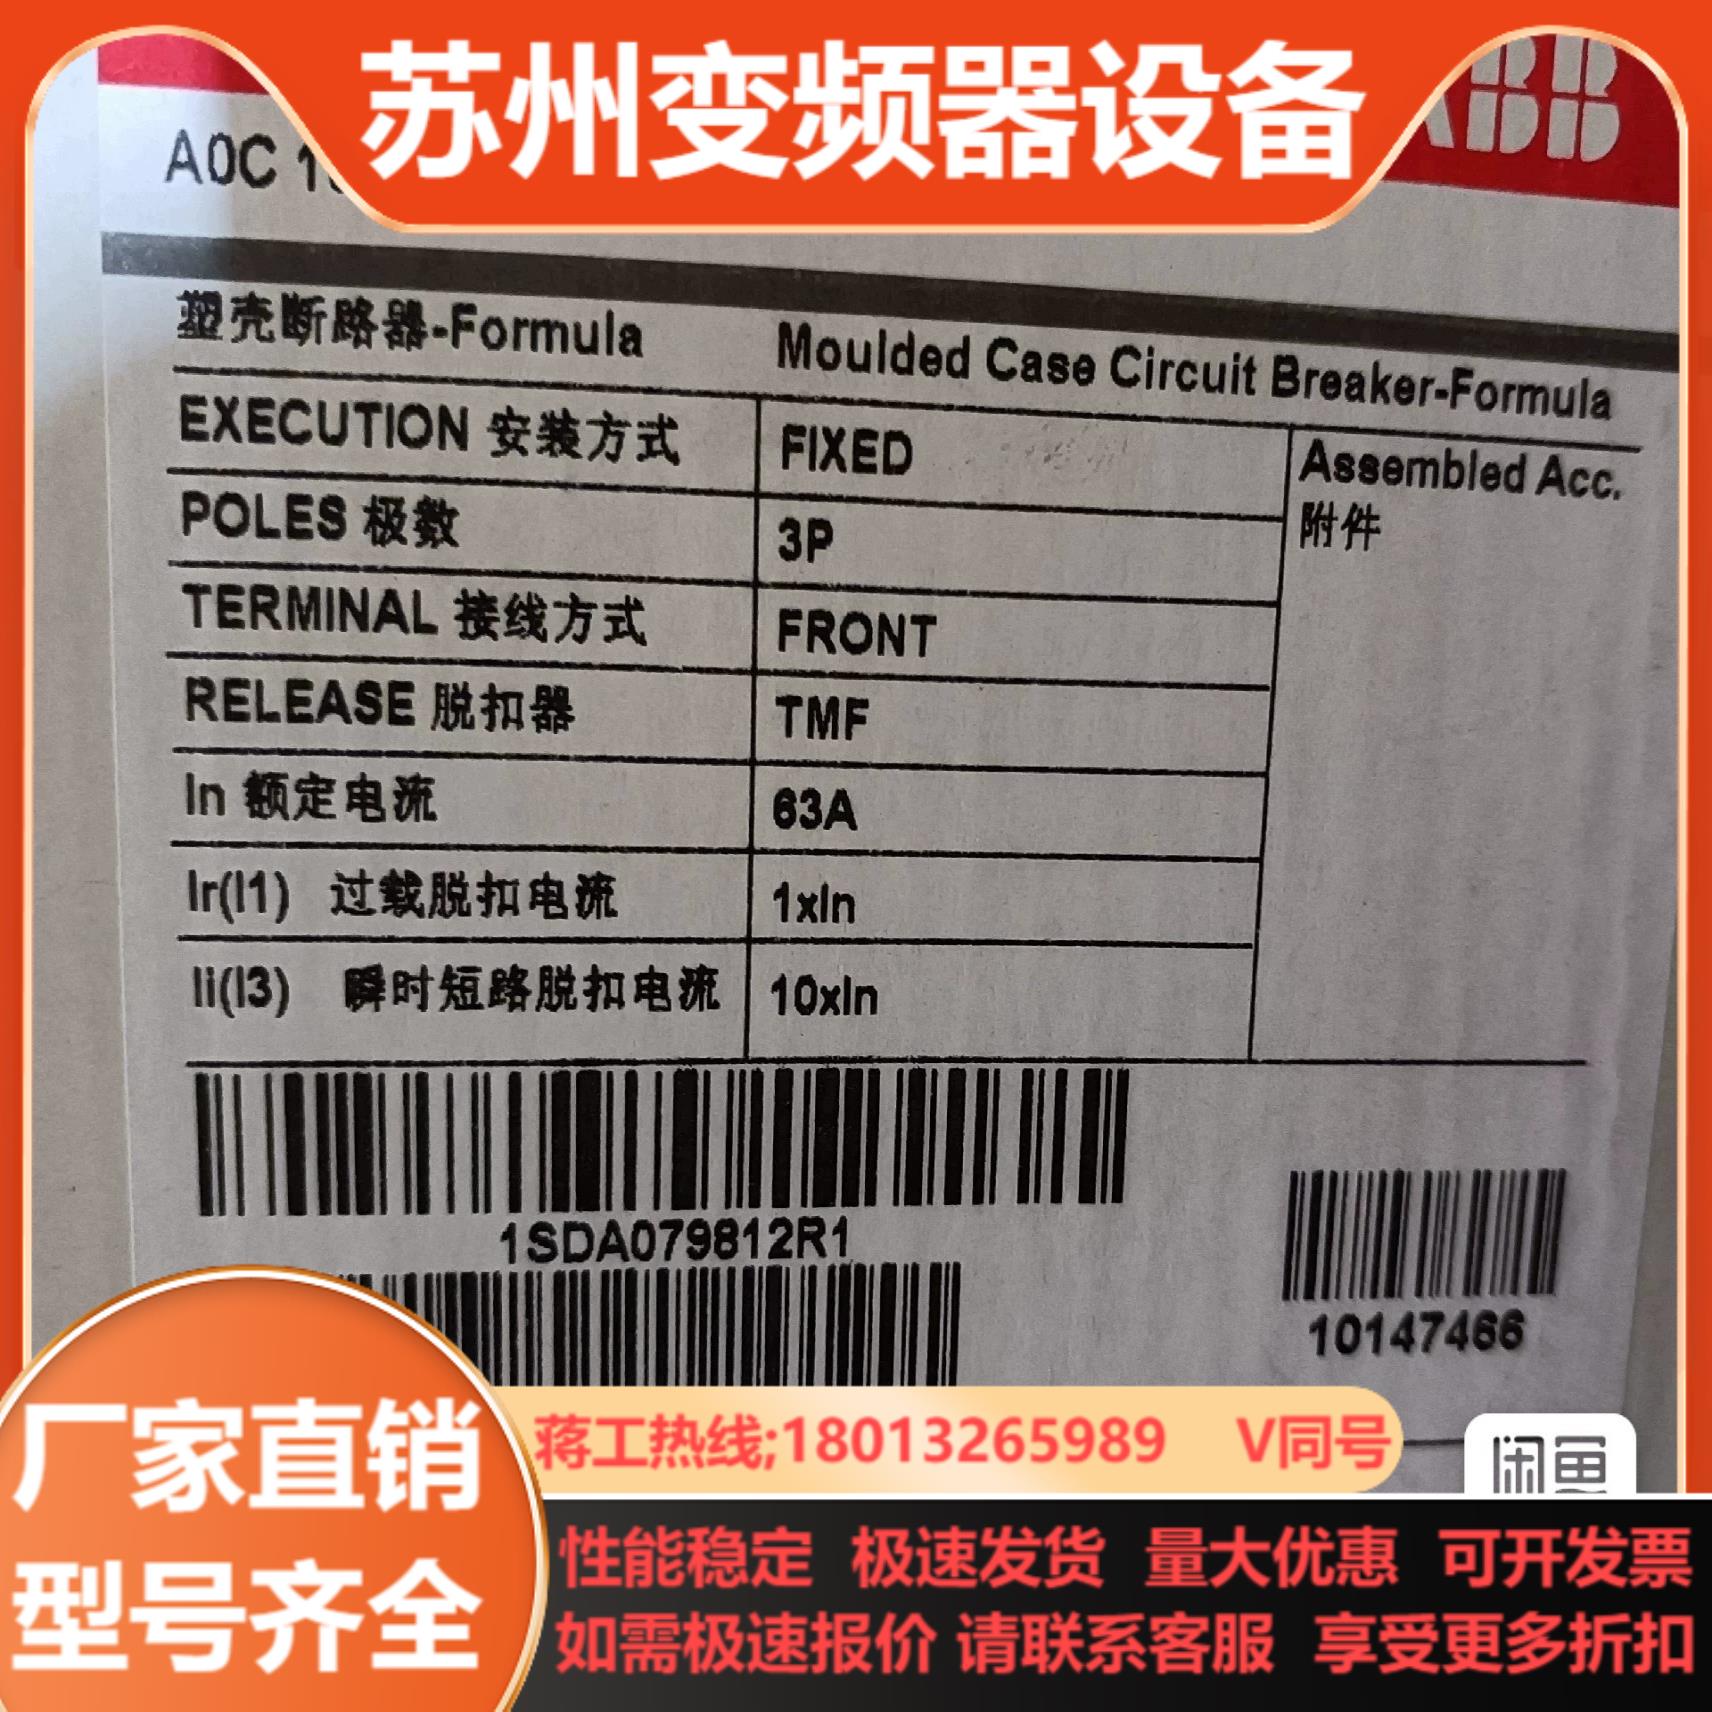 苏州变频器设备
ABB
A0C
塑壳断路器-Formula Moulded Case Circuit Breaker-Formula
EXECUTION 安装方式 FIXED Assembled Acc.
附件
POLES 极数 3P
TERMINAL 接线方式 FRONT
RELEASE 脱扣器 TMF
In 额定电流 63A
Ir(I1) 过载脱扣电流 1xIn
Ii(I3) 瞬时短路脱扣电流 10xIn
1SDA079812R1
10147466
蒋工热线;18013265989 V同号
闲鱼
厂家直销
型号齐全
性能稳定 极速发货 量大优惠 可开发票
如需极速报价 请联系客服 享受更多折扣